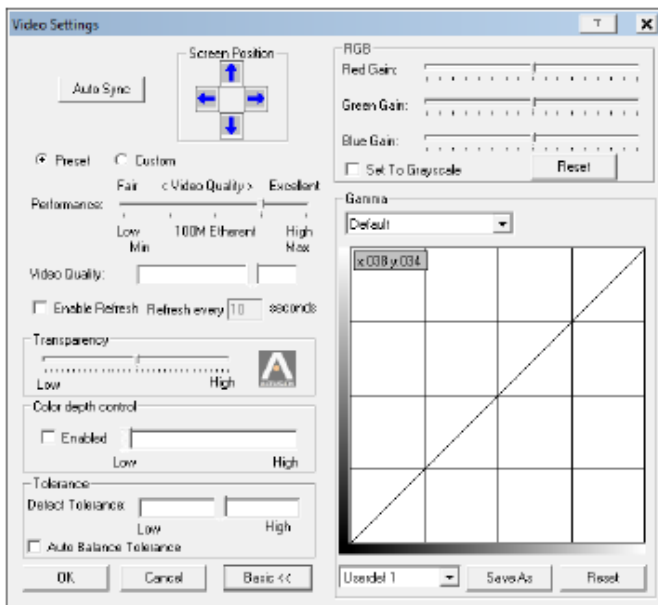 Video Settings
Auto Sync
Screen Position
Preset
Custom
Fair < Video Quality > Excellent
Performance:
Low 100M Etherent High
Min Max
Video Quality:
Enable Refresh Refresh every 10 seconds
Transparency
Low High
Color depth control
Enabled
Low High
Tolerance
Detect Tolerance:
Low High
Auto Balance Tolerance
OK Cancel Basic <<
RGB
Red Gain:
Green Gain:
Blue Gain:
Set To Grayscale Reset
Gamma
Default
x:038 y:034
Userdef 1 Save As Reset